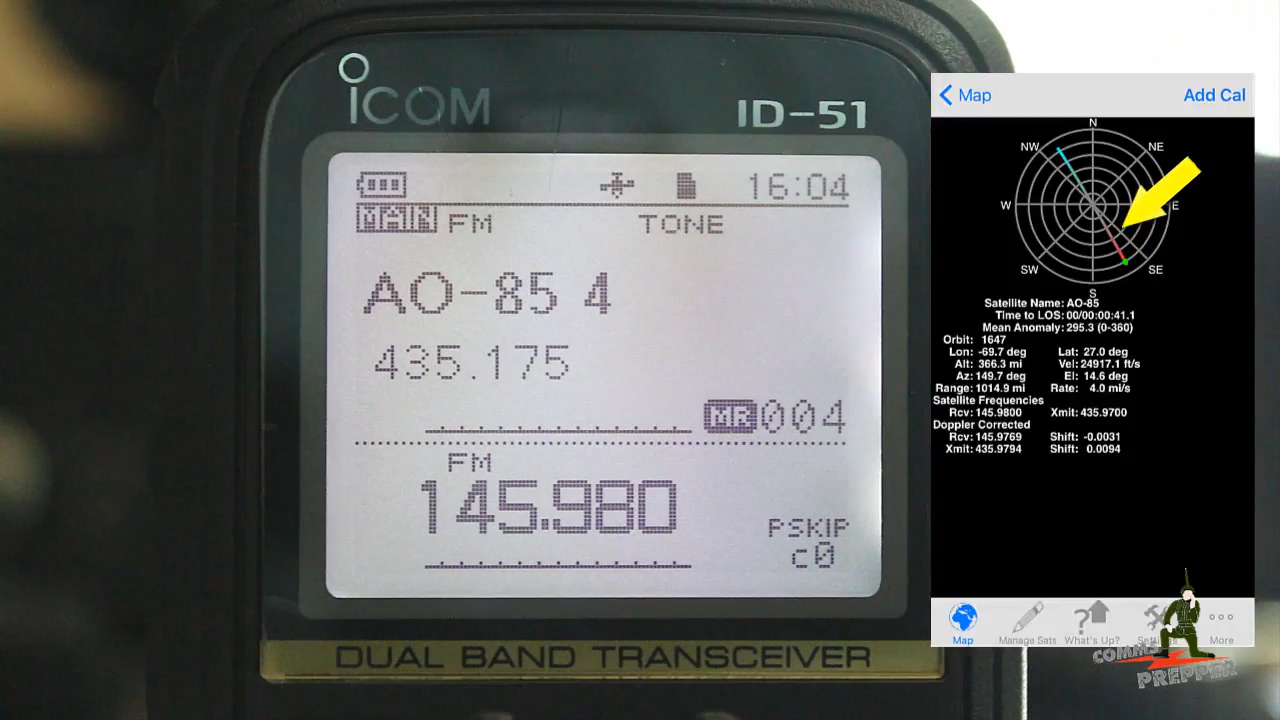 ICOM
ID-51
16:04
MAIN FM TONE
AO-85 4
435.175
MR 004
FM
145.980
PSKIP
c0
DUAL BAND TRANSCEIVER
Map
Add Cal
N
NW
NE
W
E
SW
SE
S
Satellite Name: AO-85
Time to LOS: 00/00:00:41.1
Mean Anomaly: 295.3 (0-360)
Orbit: 1647
Lon: -69.7 deg Lat: 27.0 deg
Alt: 366.3 mi Vel: 24917.1 ft/s
Az: 149.7 deg El: 14.6 deg
Range: 1014.9 mi Rate: 4.0 mi/s
Satellite Frequencies
Rcv: 145.9800 Xmit: 435.9700
Doppler Corrected
Rcv: 145.9769 Shift: -0.0031
Xmit: 435.9794 Shift: 0.0094
Map
Manage Sats
What's Up?
More
COMMS
PREPPER